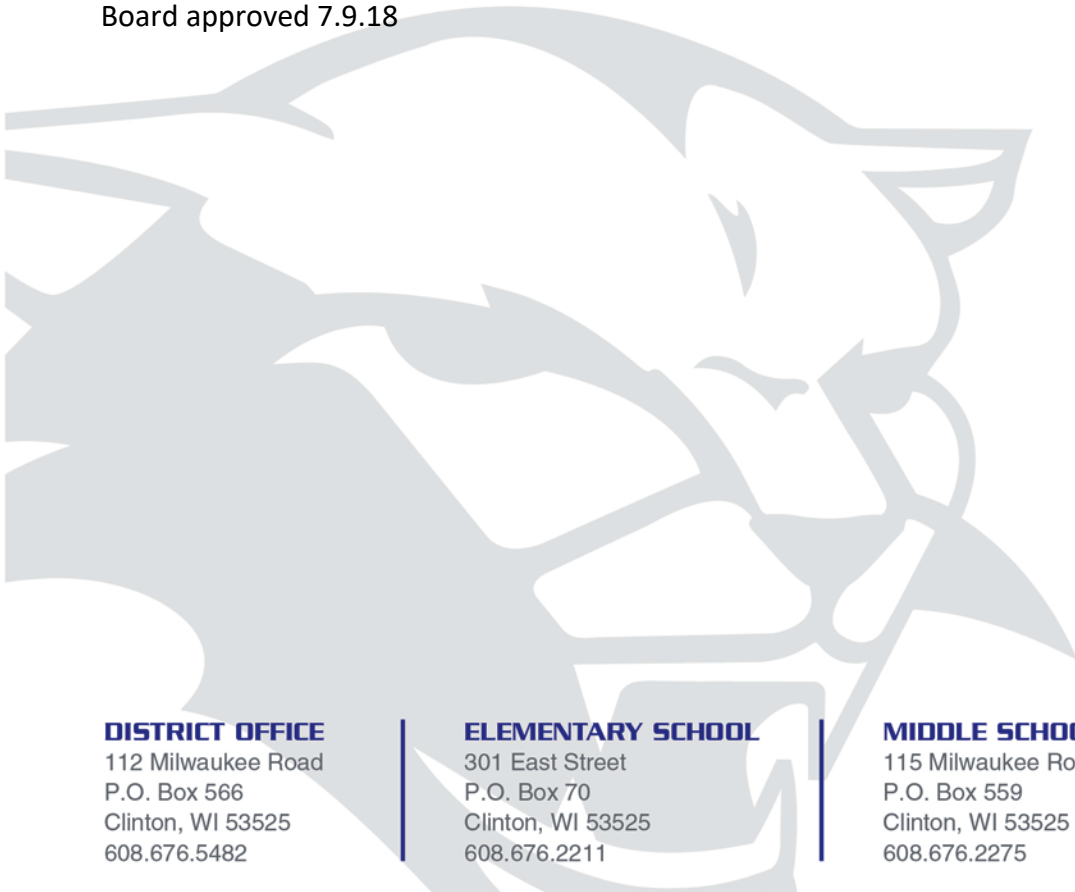 Board approved 7.9.18
DISTRICT OFFICE
112 Milwaukee Road
P.O. Box 566
Clinton, WI 53525
608.676.5482
ELEMENTARY SCHOOL
301 East Street
P.O. Box 70
Clinton, WI 53525
608.676.2211
MIDDLE SCHOO
115 Milwaukee Ro
P.O. Box 559
Clinton, WI 53525
608.676.2275